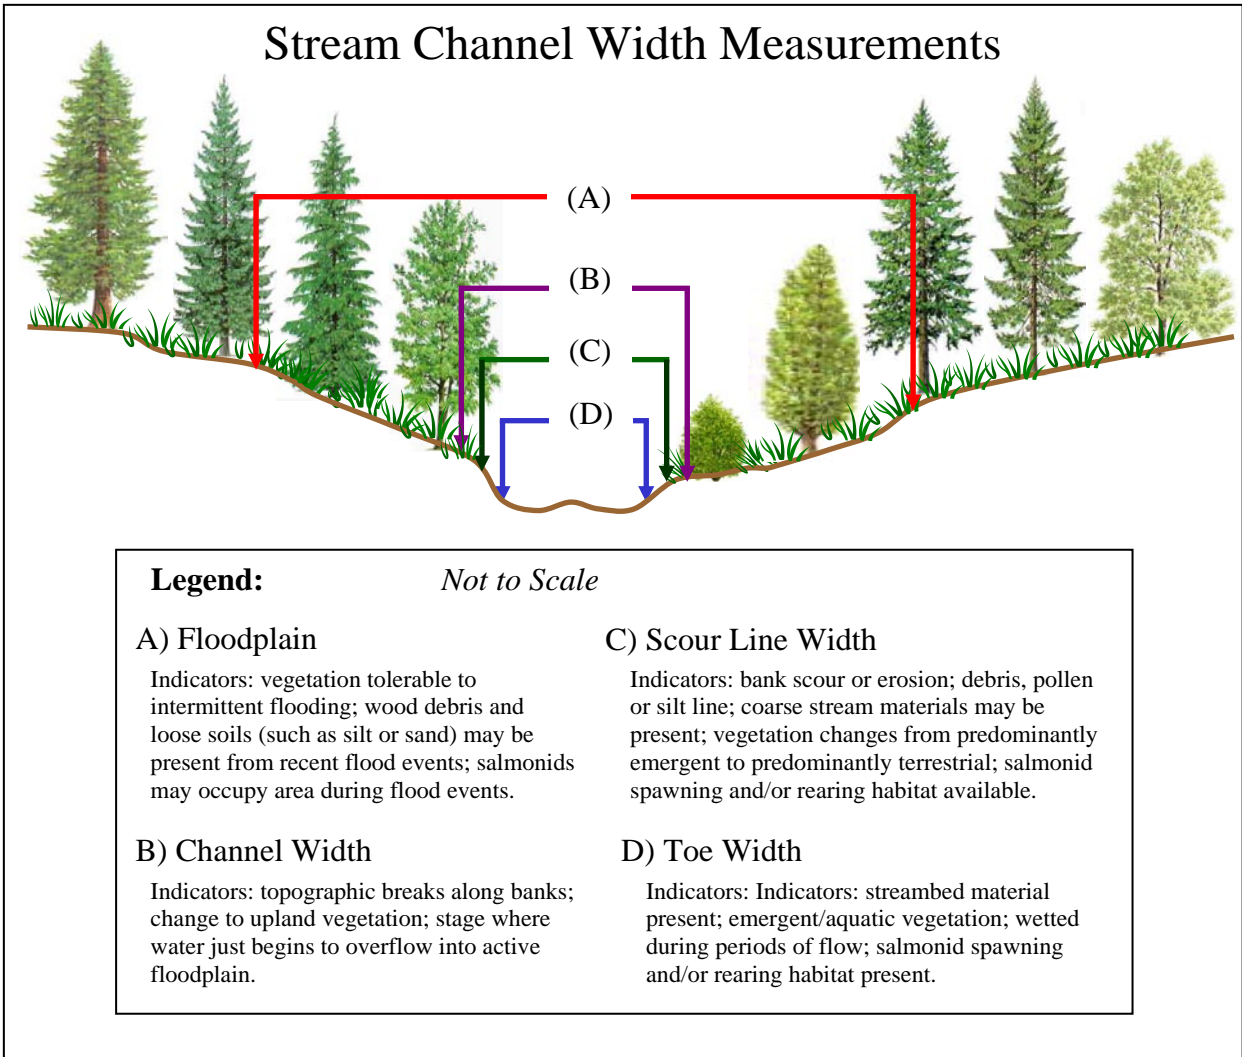 Stream Channel Width Measurements
(A)
(B)
(C)
(D)
Legend:
Not to Scale
A) Floodplain
Indicators: vegetation tolerable to
intermittent flooding; wood debris and
loose soils (such as silt or sand) may be
present from recent flood events; salmonids
may occupy area during flood events.
B) Channel Width
Indicators: topographic breaks along banks;
change to upland vegetation; stage where
water just begins to overflow into active
floodplain.
C) Scour Line Width
Indicators: bank scour or erosion; debris, pollen
or silt line; coarse stream materials may be
present; vegetation changes from predominantly
emergent to predominantly terrestrial; salmonid
spawning and/or rearing habitat available.
D) Toe Width
Indicators: Indicators: streambed material
present; emergent/aquatic vegetation; wetted
during periods of flow; salmonid spawning
and/or rearing habitat present.